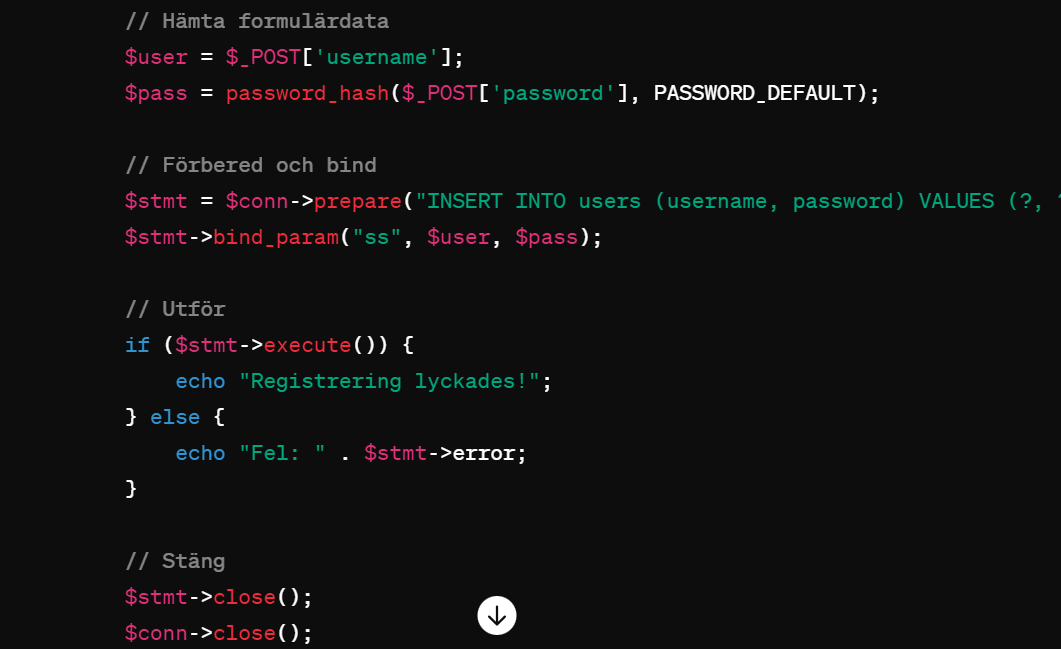 // Hämta formulärdata
$user = $_POST['username'];
$pass = password_hash($_POST['password'], PASSWORD_DEFAULT);
// Förbered och bind
$stmt = $conn->prepare("INSERT INTO users (username, password) VALUES (?,
$stmt->bind_param("ss", $user, $pass);
// Utför
if ($stmt->execute()) {
    echo "Registrering lyckades!";
} else {
    echo "Fel: " . $stmt->error;
}
// Stäng
$stmt->close();
$conn->close();